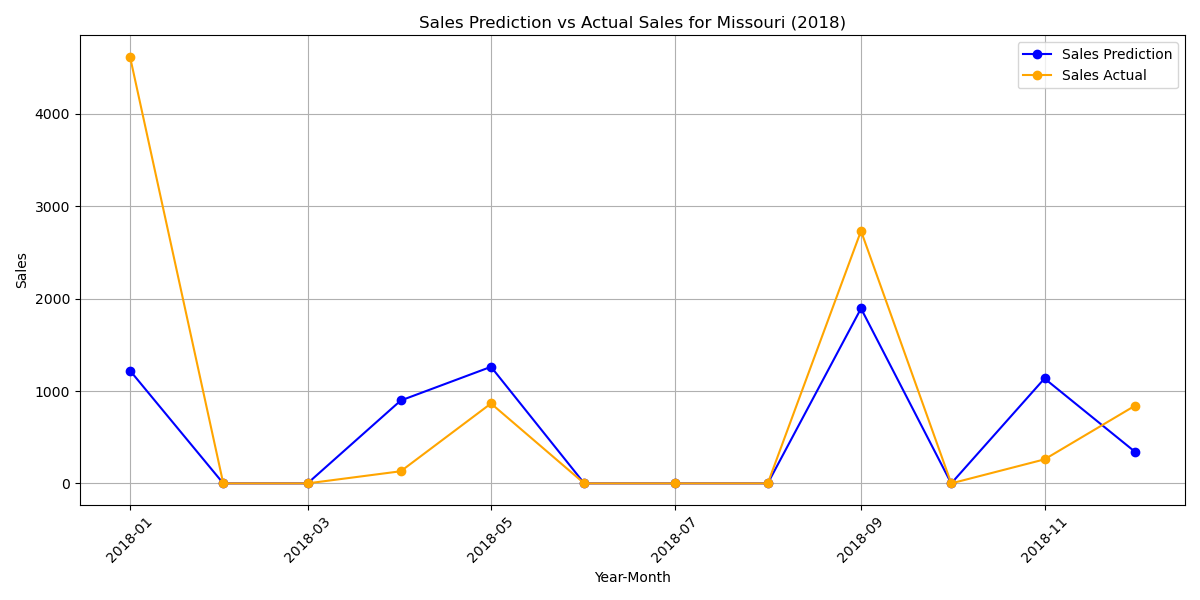 Sales Prediction vs Actual Sales for Missouri (2018)
Sales Prediction
Sales Actual
Sales
4000
3000
2000
1000
0
2018-01
2018-03
2018-05
2018-07
2018-09
2018-11
Year-Month